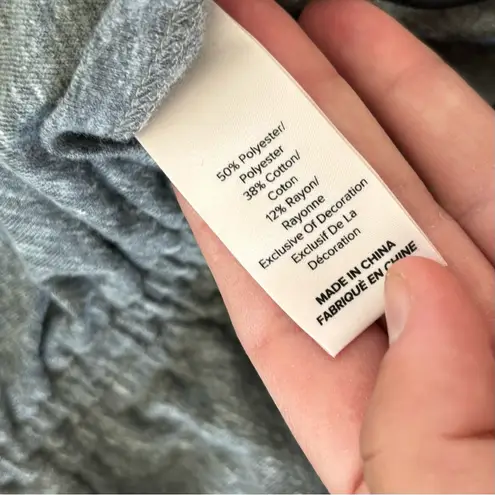 50% Polyester/
Polyester
38% Cotton/
Coton
12% Rayon/
Rayonne
Exclusive Of Decoration
Exclusif De La
Décoration
MADE IN CHINA
FABRIQUÈ EN CHINE